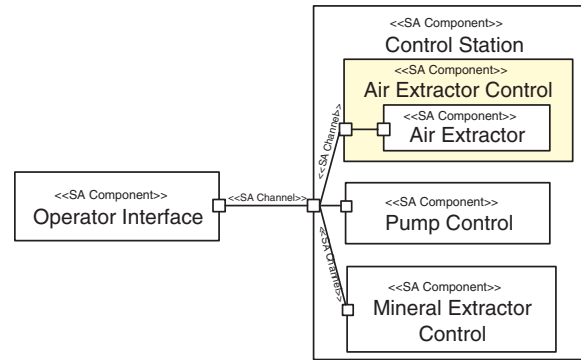 <<SA Component>>
Control Station
<<SA Component>>
Air Extractor Control
<<SA Component>>
Air Extractor
<<SA Channel>>
<<SA Component>>
Operator Interface
<<SA Channel>>
<<SA Component>>
Pump Control
<<SA Channel>>
<<SA Component>>
Mineral Extractor
Control